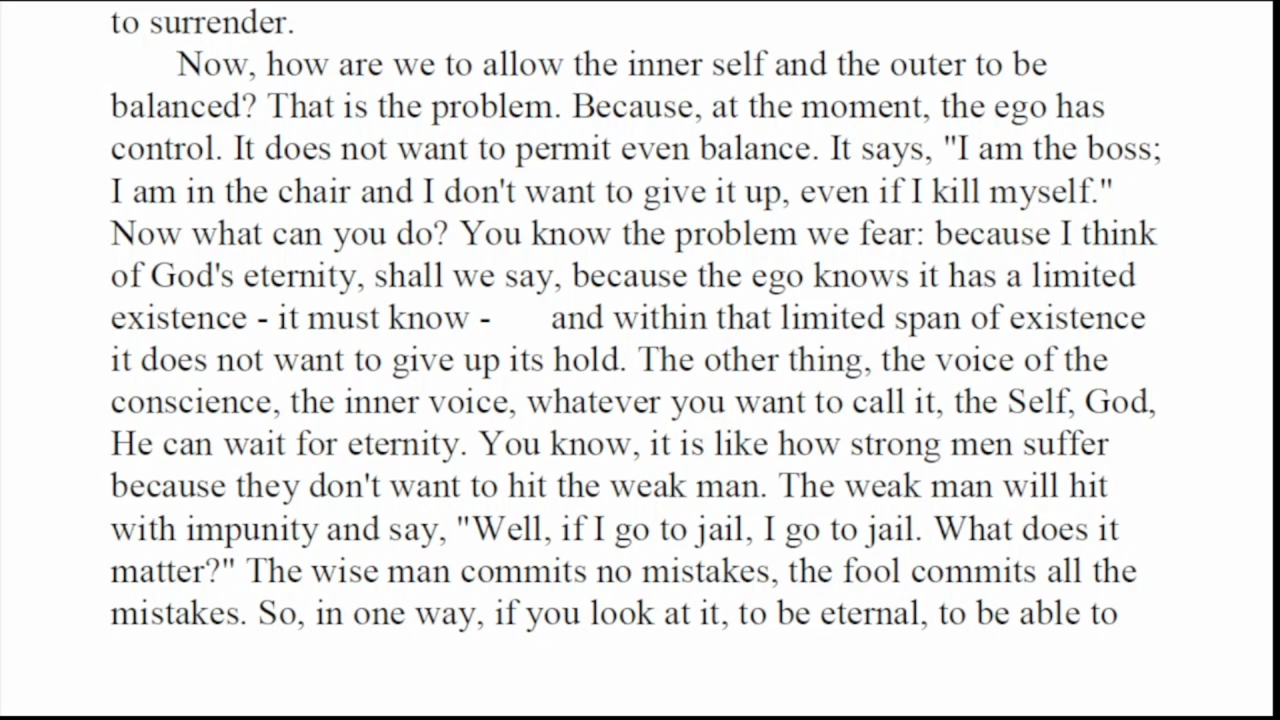 to surrender.
Now, how are we to allow the inner self and the outer to be
balanced? That is the problem. Because, at the moment, the ego has
control. It does not want to permit even balance. It says, "I am the boss;
I am in the chair and I don't want to give it up, even if I kill myself."
Now what can you do? You know the problem we fear: because I think
of God's eternity, shall we say, because the ego knows it has a limited
existence - it must know -      and within that limited span of existence
it does not want to give up its hold. The other thing, the voice of the
conscience, the inner voice, whatever you want to call it, the Self, God,
He can wait for eternity. You know, it is like how strong men suffer
because they don't want to hit the weak man. The weak man will hit
with impunity and say, "Well, if I go to jail, I go to jail. What does it
matter?" The wise man commits no mistakes, the fool commits all the
mistakes. So, in one way, if you look at it, to be eternal, to be able to